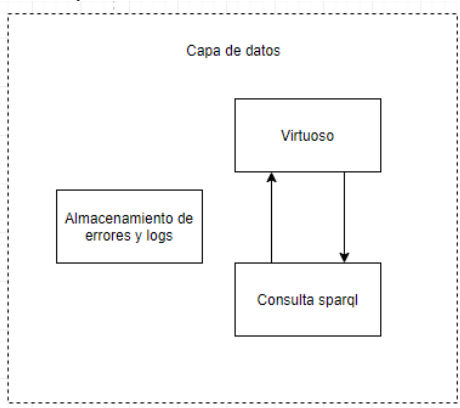 Capa de datos
Virtuoso
Almacenamiento de
errores y logs
Consulta sparql